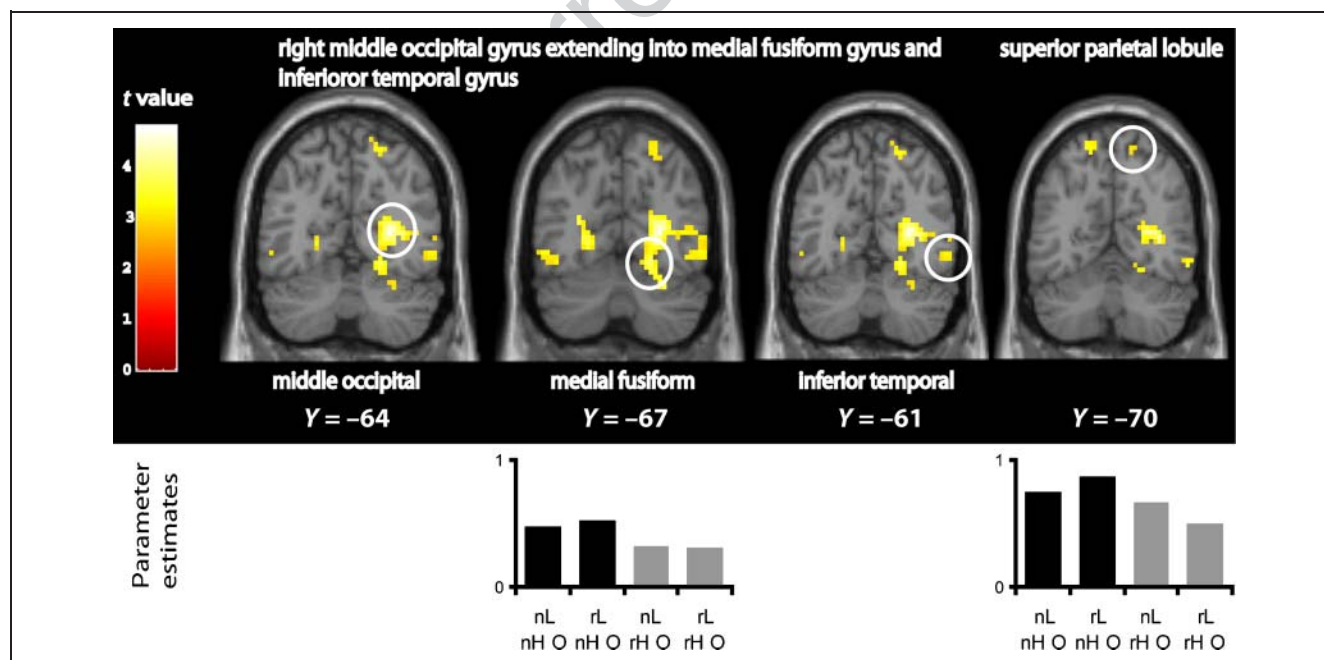 right middle occipital gyrus extending into medial fusiform gyrus and
inferioror temporal gyrus
superior parietal lobule
t value
4
3
2
1
0
middle occipital
medial fusiform
inferior temporal
Y = –64
Y = –67
Y = –61
Y = –70
Parameter
estimates
1
0
nL rL nL rL
nH O nH O rH O rH O
1
0
nL rL nL rL
nH O nH O rH O rH O